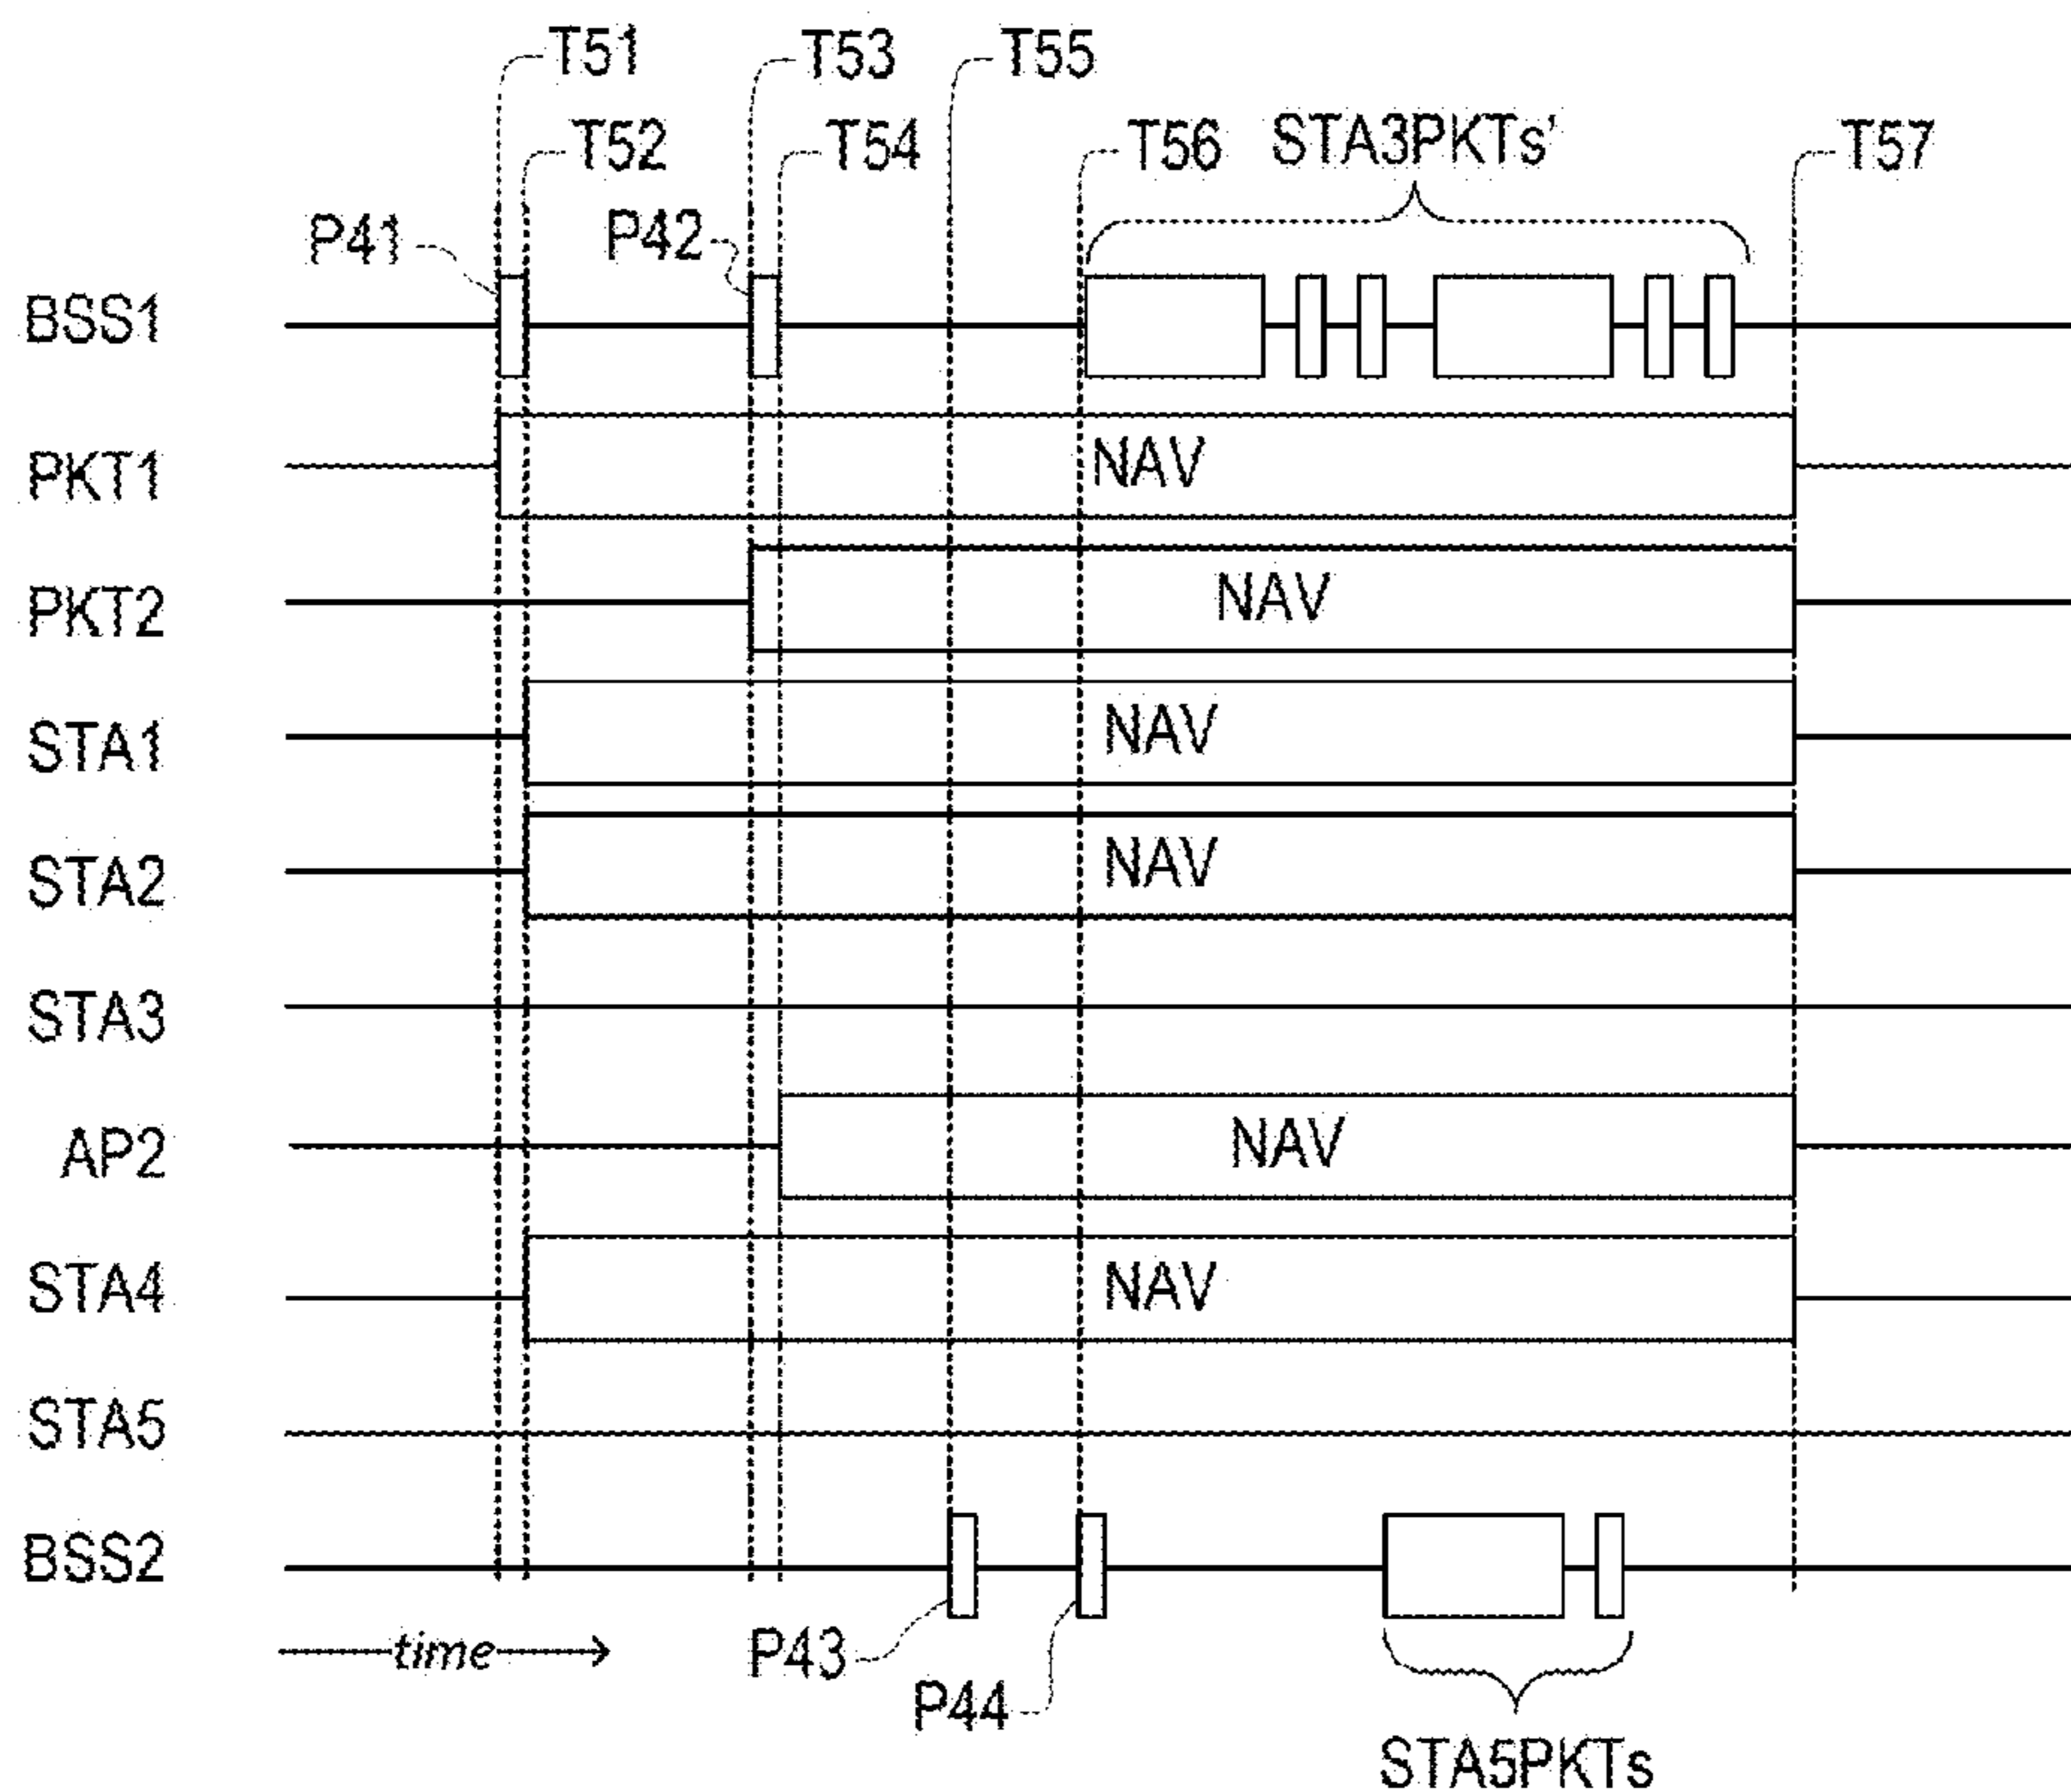 T51 T53 T55
T52 T54 T56 STA3PKTs' T57
P41 P42
BSS1
PKT1 NAV
PKT2 NAV
STA1 NAV
STA2 NAV
STA3
AP2 NAV
STA4 NAV
STA5
BSS2
time P43
P44
STA5PKTs